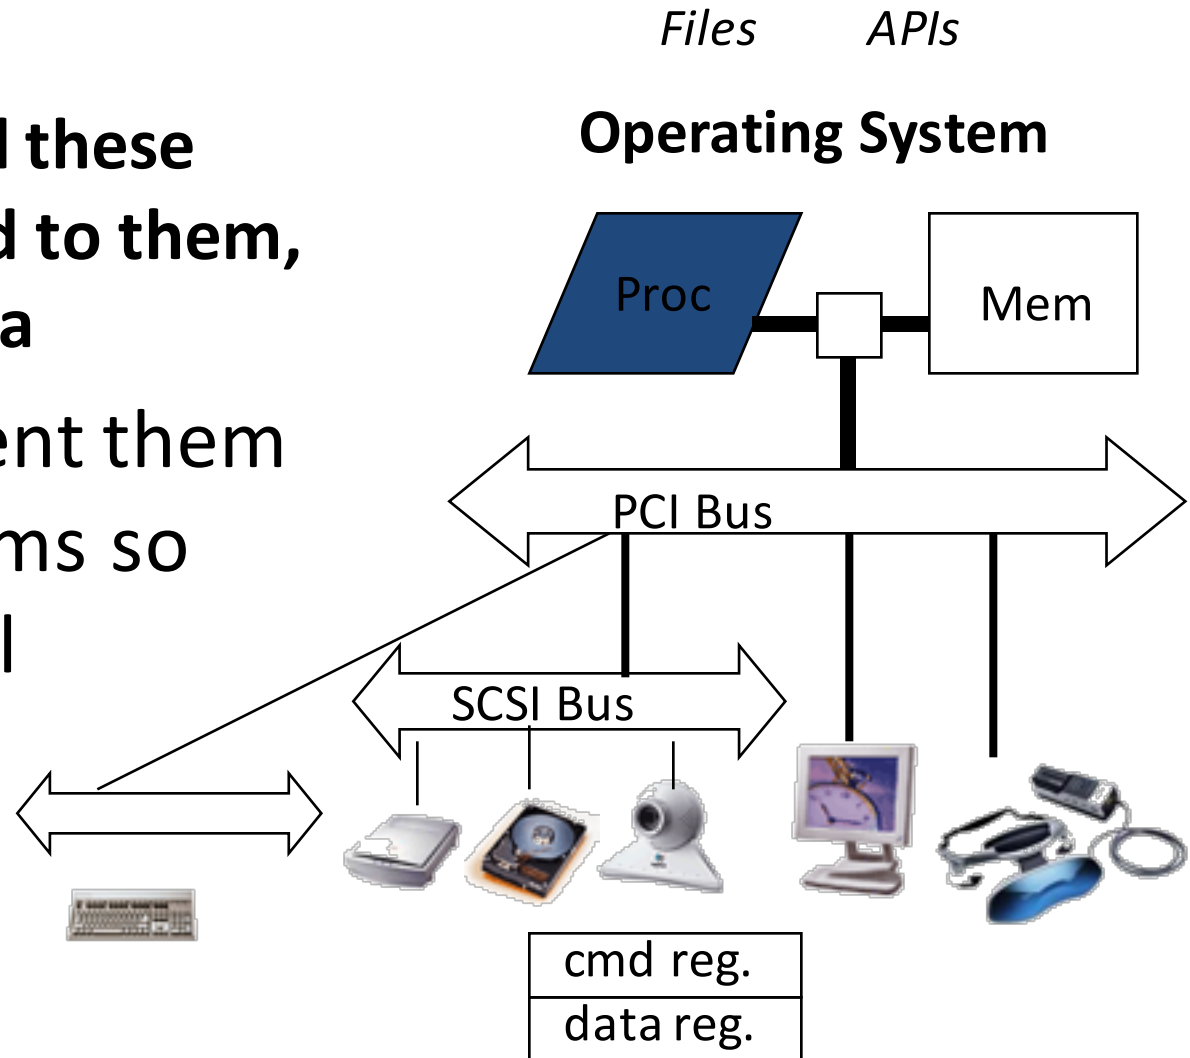 Files APIs
Operating System
these
d to them,
a
Proc
Mem
ent them
PCI Bus
ms so
SCSI Bus
cmd reg.
data reg.